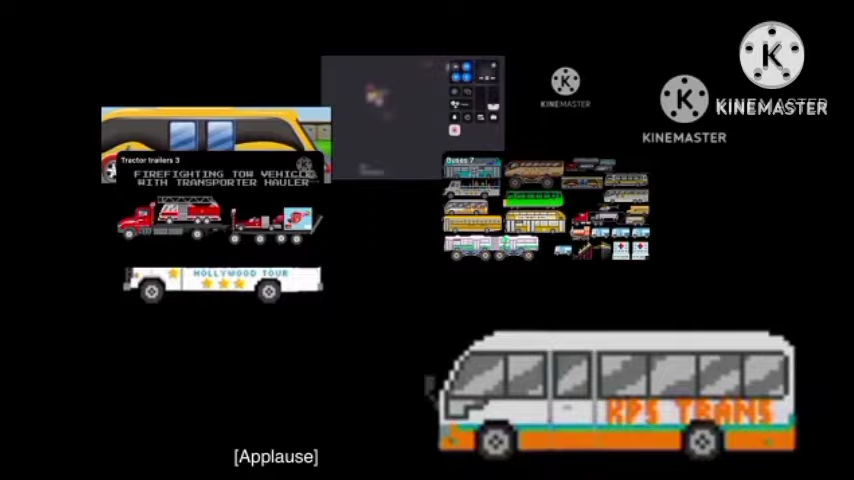 KINEMASTER
KINEMASTER
KINEMASTER
Tractor trailers 3
FIREFIGHTING TOW VEHICLE
WITH TRANSPORTER HAULER
Buses 7
HOLLYWOOD TOUR
KPS TRANS
[Applause]